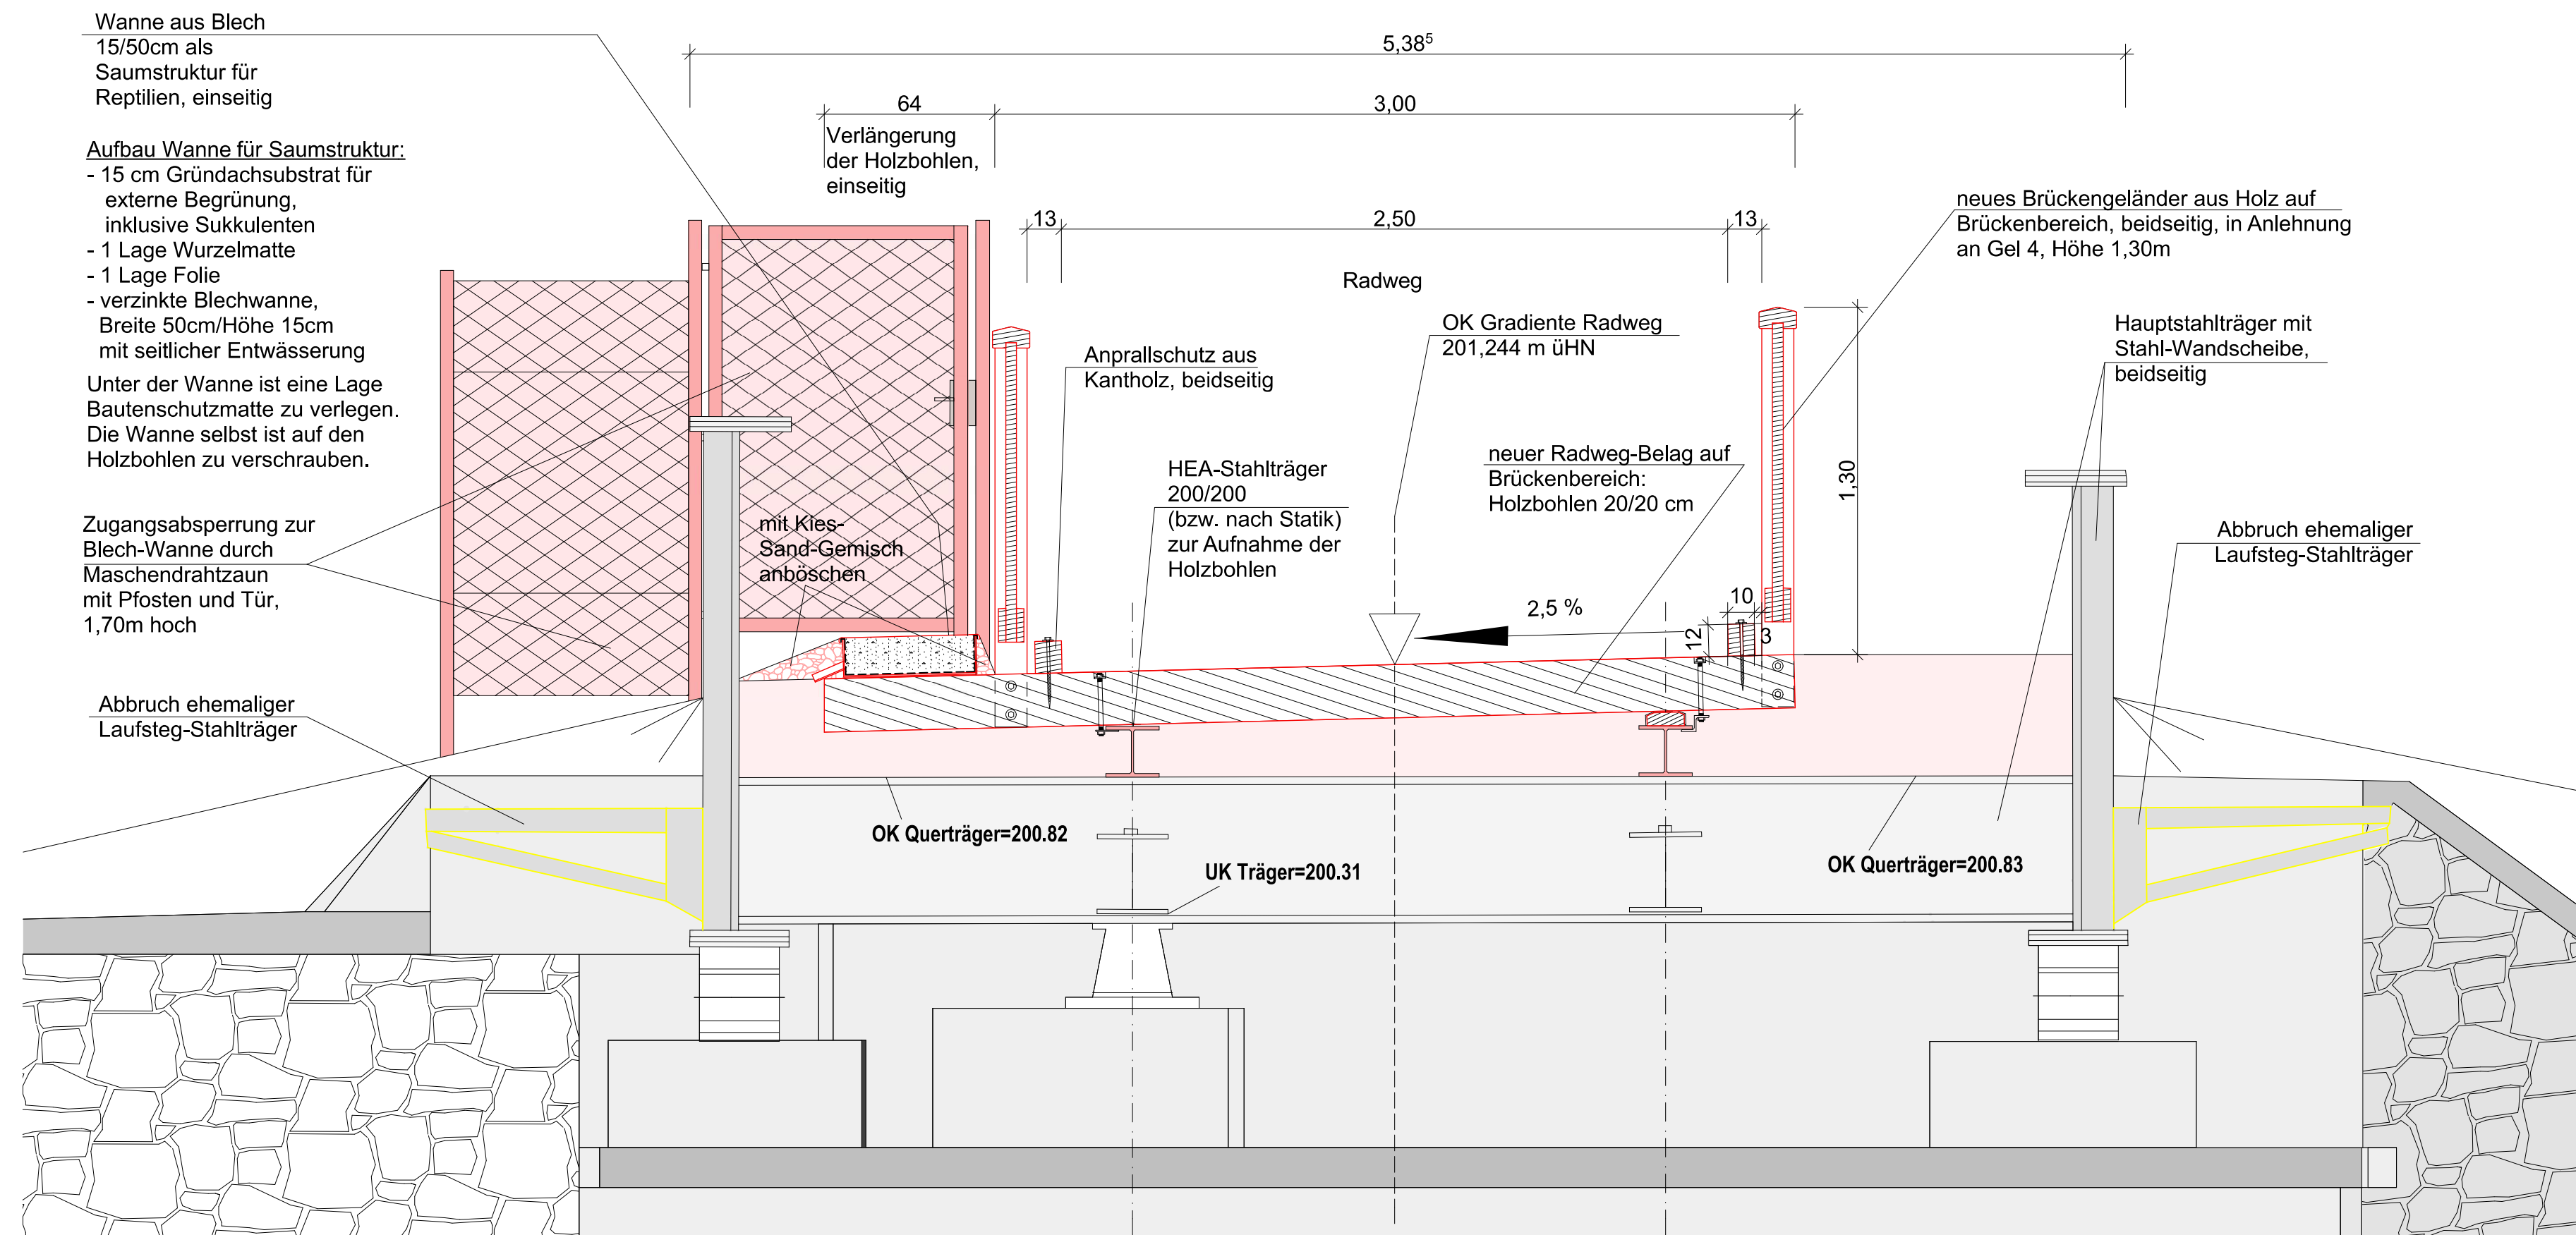 Wanne aus Blech
15/50cm als
Saumstruktur für
Reptilien, einseitig
Aufbau Wanne für Saumstruktur:
- 15 cm Gründachsubstrat für
externe Begrünung,
inklusive Sukkulenten
- 1 Lage Wurzelmatte
- 1 Lage Folie
- verzinkte Blechwanne,
Breite 50cm/Höhe 15cm
mit seitlicher Entwässerung
Unter der Wanne ist eine Lage
Bautenschutzmatte zu verlegen.
Die Wanne selbst ist auf den
Holzbohlen zu verschrauben.
Zugangsabsperrung zur
Blech-Wanne durch
Maschendrahtzaun
mit Pfosten und Tür,
1,70m hoch
Abbruch ehemaliger
Laufsteg-Stahlträger
5,38⁵
64
3,00
Verlängerung
der Holzbohlen,
einseitig
13
2,50
13
Radweg
OK Gradiente Radweg
201,244 m üHN
Anprallschutz aus
Kantholz, beidseitig
HEA-Stahlträger
200/200
(bzw. nach Statik)
zur Aufnahme der
Holzbohlen
mit Kies-
Sand-Gemisch
anböschen
neuer Radweg-Belag auf
Brückenbereich:
Holzbohlen 20/20 cm
2,5 %
10
12
3
1,30
neues Brückengeländer aus Holz auf
Brückenbereich, beidseitig, in Anlehnung
an Gel 4, Höhe 1,30m
Hauptstahlträger mit
Stahl-Wandscheibe,
beidseitig
Abbruch ehemaliger
Laufsteg-Stahlträger
OK Querträger=200.82
UK Träger=200.31
OK Querträger=200.83